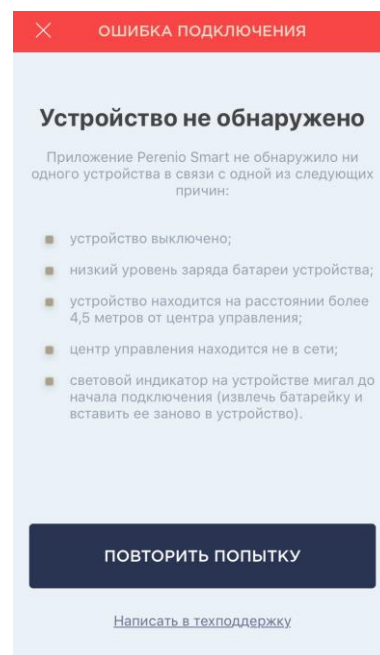 ОШИБКА ПОДКЛЮЧЕНИЯ
Устройство не обнаружено
Приложение Perenio Smart не обнаружило ни
одного устройства в связи с одной из следующих
причин:
устройство выключено;
низкий уровень заряда батареи устройства;
устройство находится на расстоянии более
4,5 метров от центра управления;
центр управления находится не в сети;
световой индикатор на устройстве мигал до
начала подключения (извлечь батарейку и
вставить ее заново в устройство).
ПОВТОРИТЬ ПОПЫТКУ
Написать в техподдержку